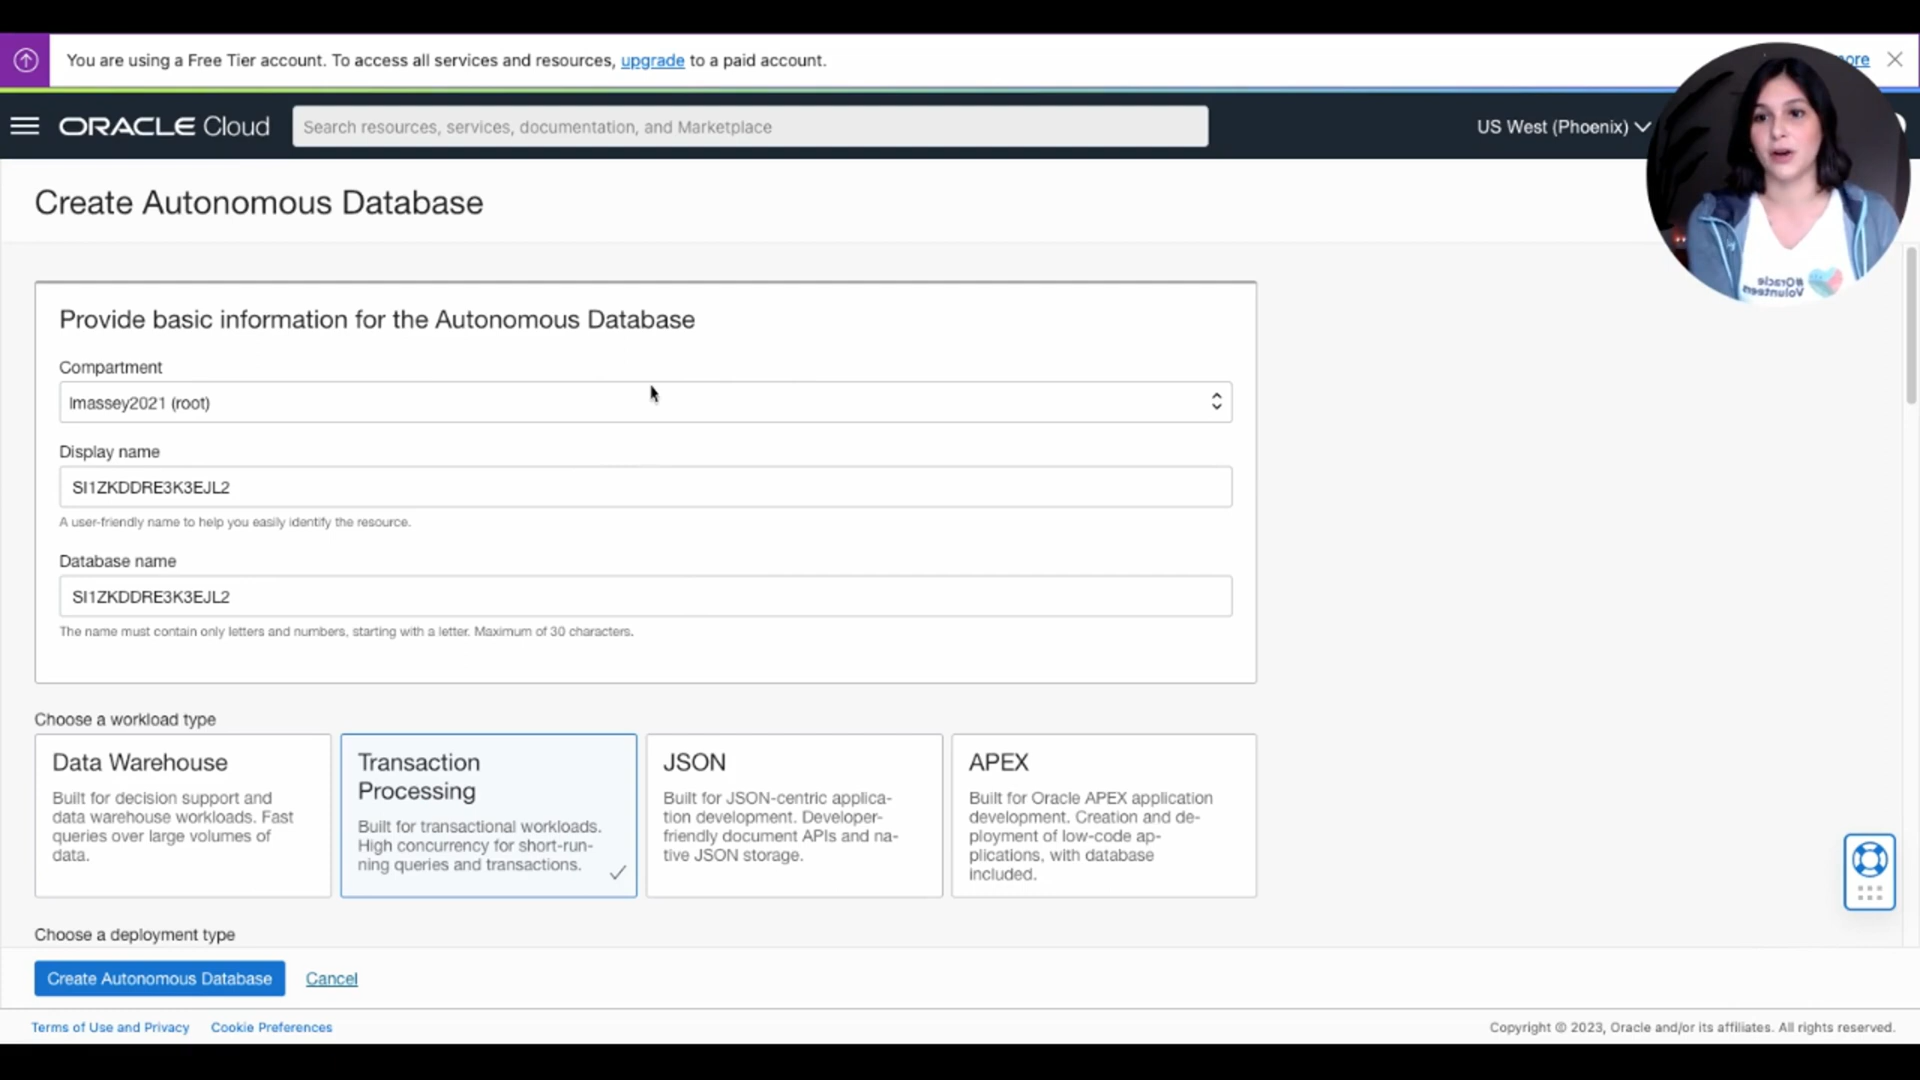 You are using a Free Tier account. To access all services and resources, upgrade to a paid account.
ore
ORACLE Cloud
Search resources, services, documentation, and Marketplace
US West (Phoenix)
Create Autonomous Database
#Oracle
Volunteers
Provide basic information for the Autonomous Database
Compartment
lmassey2021 (root)
Display name
SI1ZKDDRE3K3EJL2
A user-friendly name to help you easily identify the resource.
Database name
SI1ZKDDRE3K3EJL2
The name must contain only letters and numbers, starting with a letter. Maximum of 30 characters.
Choose a workload type
Data Warehouse
Built for decision support and
data warehouse workloads. Fast
queries over large volumes of
data.
Transaction
Processing
Built for transactional workloads.
High concurrency for short-run-
ning queries and transactions.
JSON
Built for JSON-centric applica-
tion development. Developer-
friendly document APIs and na-
tive JSON storage.
APEX
Built for Oracle APEX application
development. Creation and de-
ployment of low-code ap-
plications, with database
included.
Choose a deployment type
Create Autonomous Database
Cancel
Terms of Use and Privacy
Cookie Preferences
Copyright © 2023, Oracle and/or its affiliates. All rights reserved.